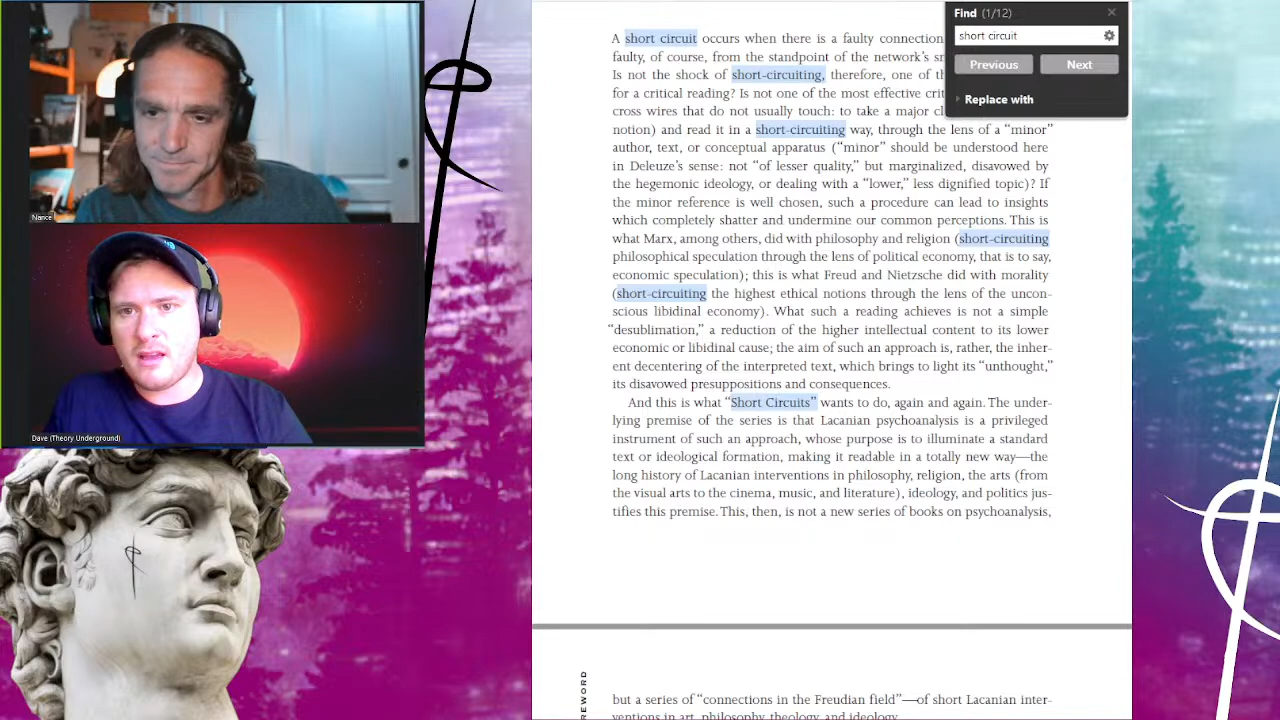 Nance
Dave (Theory Underground)
Find (1/12)
short circuit
Previous
Next
Replace with
A short circuit occurs when there is a faulty connection
faulty, of course, from the standpoint of the network's
Is not the shock of short-circuiting, therefore, one of
for a critical reading? Is not one of the most effective
cross wires that do not usually touch: to take a major
notion) and read it in a short-circuiting way, through the lens of a “minor”
author, text, or conceptual apparatus (“minor” should be understood here
in Deleuze's sense: not “of lesser quality,” but marginalized, disavowed by
the hegemonic ideology, or dealing with a “lower,” less dignified topic)? If
the minor reference is well chosen, such a procedure can lead to insights
which completely shatter and undermine our common perceptions. This is
what Marx, among others, did with philosophy and religion (short-circuiting
philosophical speculation through the lens of political economy, that is to say,
economic speculation); this is what Freud and Nietzsche did with morality
(short-circuiting the highest ethical notions through the lens of the uncon-
scious libidinal economy). What such a reading achieves is not a simple
“desublimation,” a reduction of the higher intellectual content to its lower
economic or libidinal cause; the aim of such an approach is, rather, the inher-
ent decentering of the interpreted text, which brings to light its “unthought,”
its disavowed presuppositions and consequences.
And this is what “Short Circuits” wants to do, again and again. The under-
lying premise of the series is that Lacanian psychoanalysis is a privileged
instrument of such an approach, whose purpose is to illuminate a standard
text or ideological formation, making it readable in a totally new way—the
long history of Lacanian interventions in philosophy, religion, the arts (from
the visual arts to the cinema, music, and literature), ideology, and politics jus-
tifies this premise. This, then, is not a new series of books on psychoanalysis,
but a series of “connections in the Freudian field”—of short Lacanian inter-
ventions in art, philosophy, theology, and ideology.